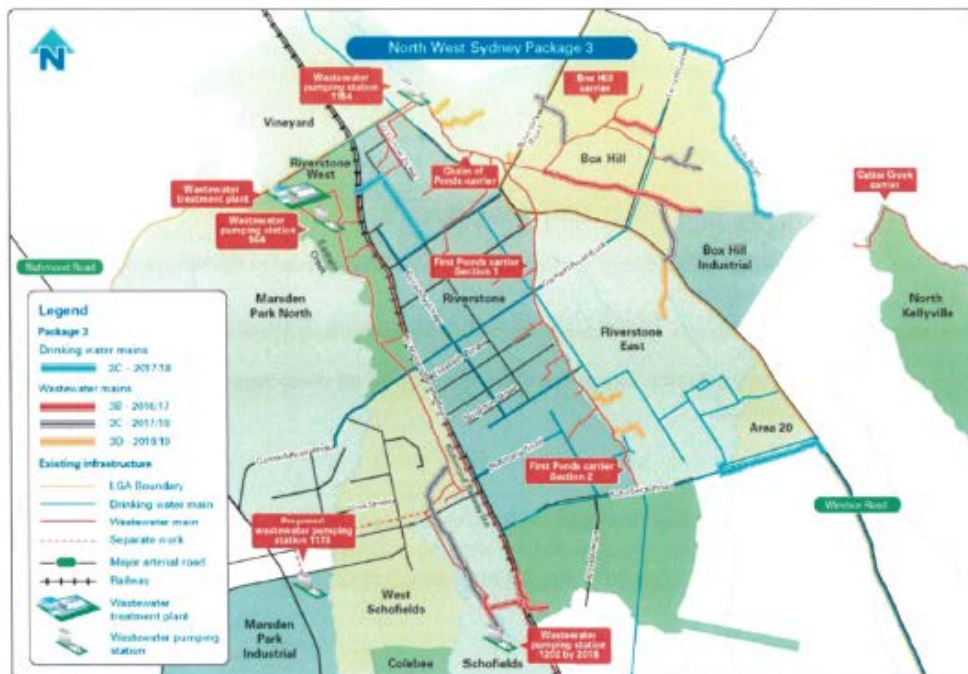 N
North West Sydney Package 3
Wastewater
pumping station
1154
Box Hill
carrier
Vineyard
Riverstone
West
Box Hill
Chain of
Ponds carrier
Cattai Creek
carrier
Wastewater
treatment plant
Wastewater
pumping station
Eastern
Creek
Box Hill
Industrial
First Ponds carrier
Section 1
Richmond Road
Riverstone
Marsden
Park North
Riverstone
East
North
Kellyville
Area 20
First Ponds carrier
Section 2
Windsor Road
Proposed
wastewater pumping
station 1173
West
Schofields
Marsden
Park
Industrial
Colebee
Schofields
Wastewater
pumping station
1202 by 2018
Legend
Package 3
Drinking water mains
3C - 2017/18
Wastewater mains
3B - 2016/17
3C - 2017/18
3D - 2018/19
Existing infrastructure
LGA Boundary
Drinking water main
Wastewater main
Separate work
Major arterial road
Railway
Wastewater
treatment plant
Wastewater pumping
station